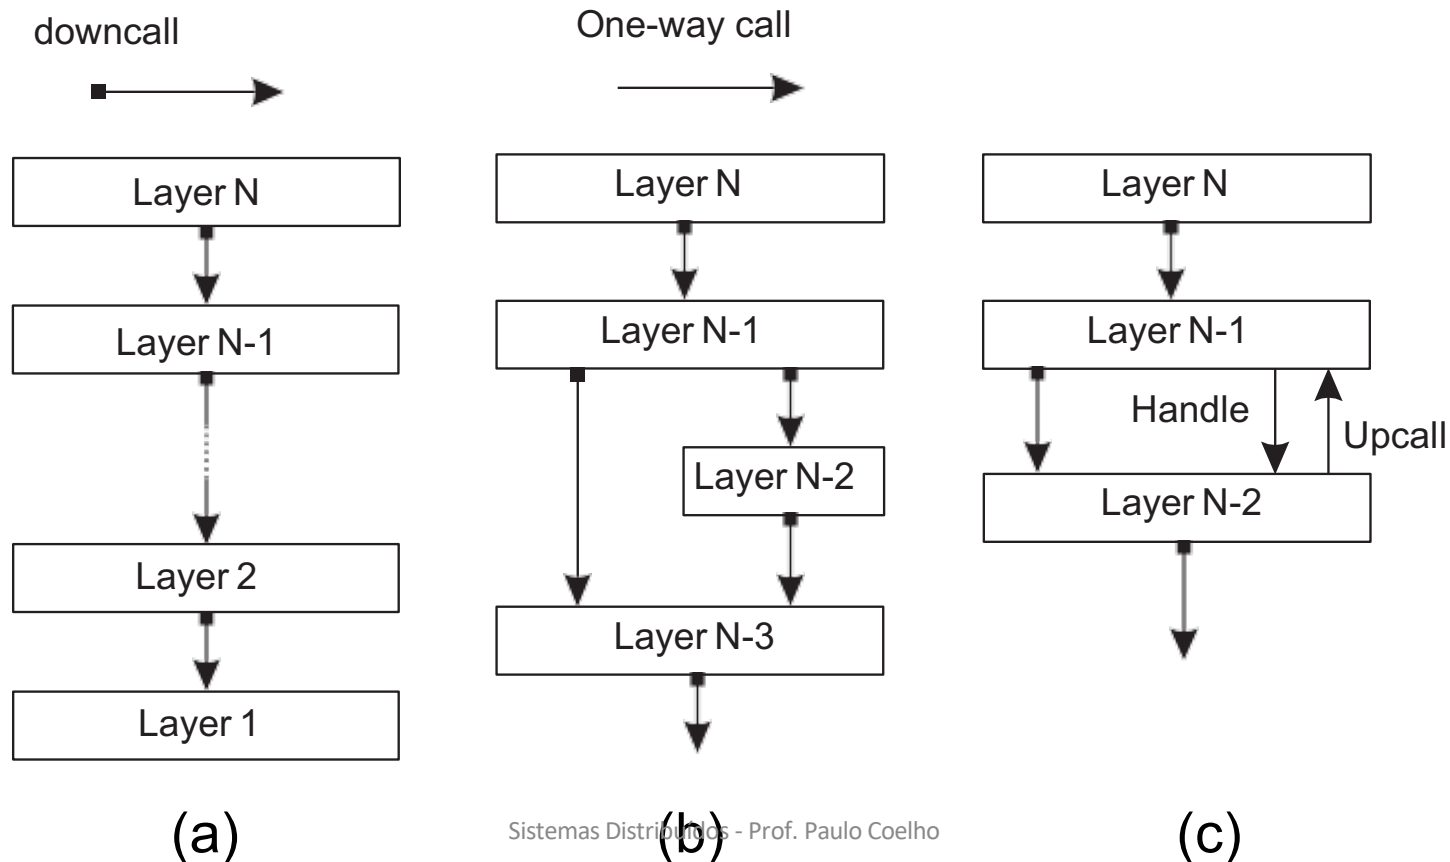 downcall
One-way call
Layer N
Layer N-1
Layer 2
Layer 1
(a)
Layer N
Layer N-1
Layer N-2
Layer N-3
(b)
Layer N
Layer N-1
Handle
Upcall
Layer N-2
(c)
Sistemas Distribuídos - Prof. Paulo Coelho